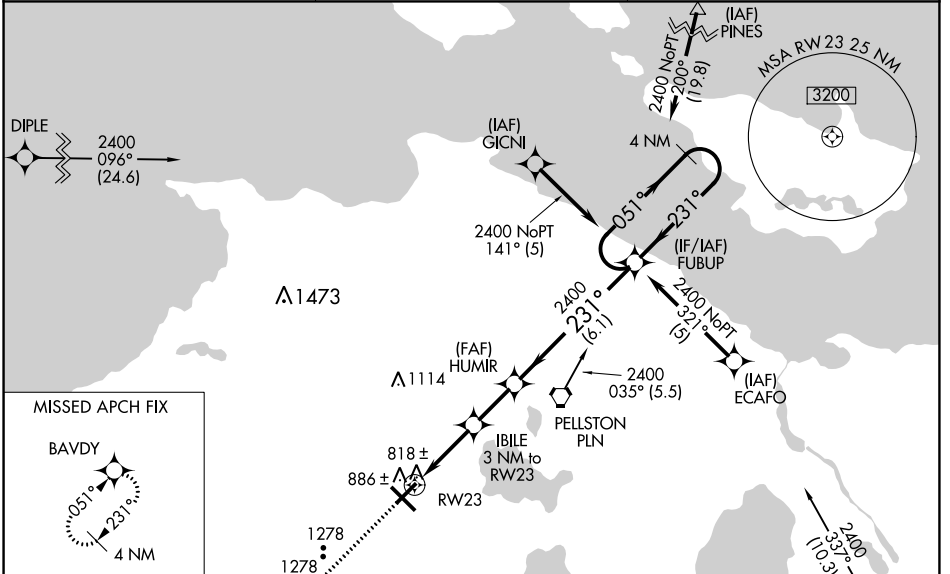 (IAF)
PINES
2400 NoPT
200°
(19.8)
MSA RW23 25 NM
3200
DIPLE
2400
096°
(24.6)
(IAF)
GICNI
4 NM
051°
231°
2400 NoPT
141° (5)
(IF/IAF)
FUBUP
2400
231°
(6.1)
2400 NoPT
321°
(5)
1473
(FAF)
HUMIR
1114
2400
035° (5.5)
(IAF)
ECAFO
PELLSTON
PLN
MISSED APCH FIX
BAVDY
051°
231°
4 NM
IBILE
3 NM to
RW23
818 ±
886 ±
RW23
1278
1278
2400
337°
(10.3)